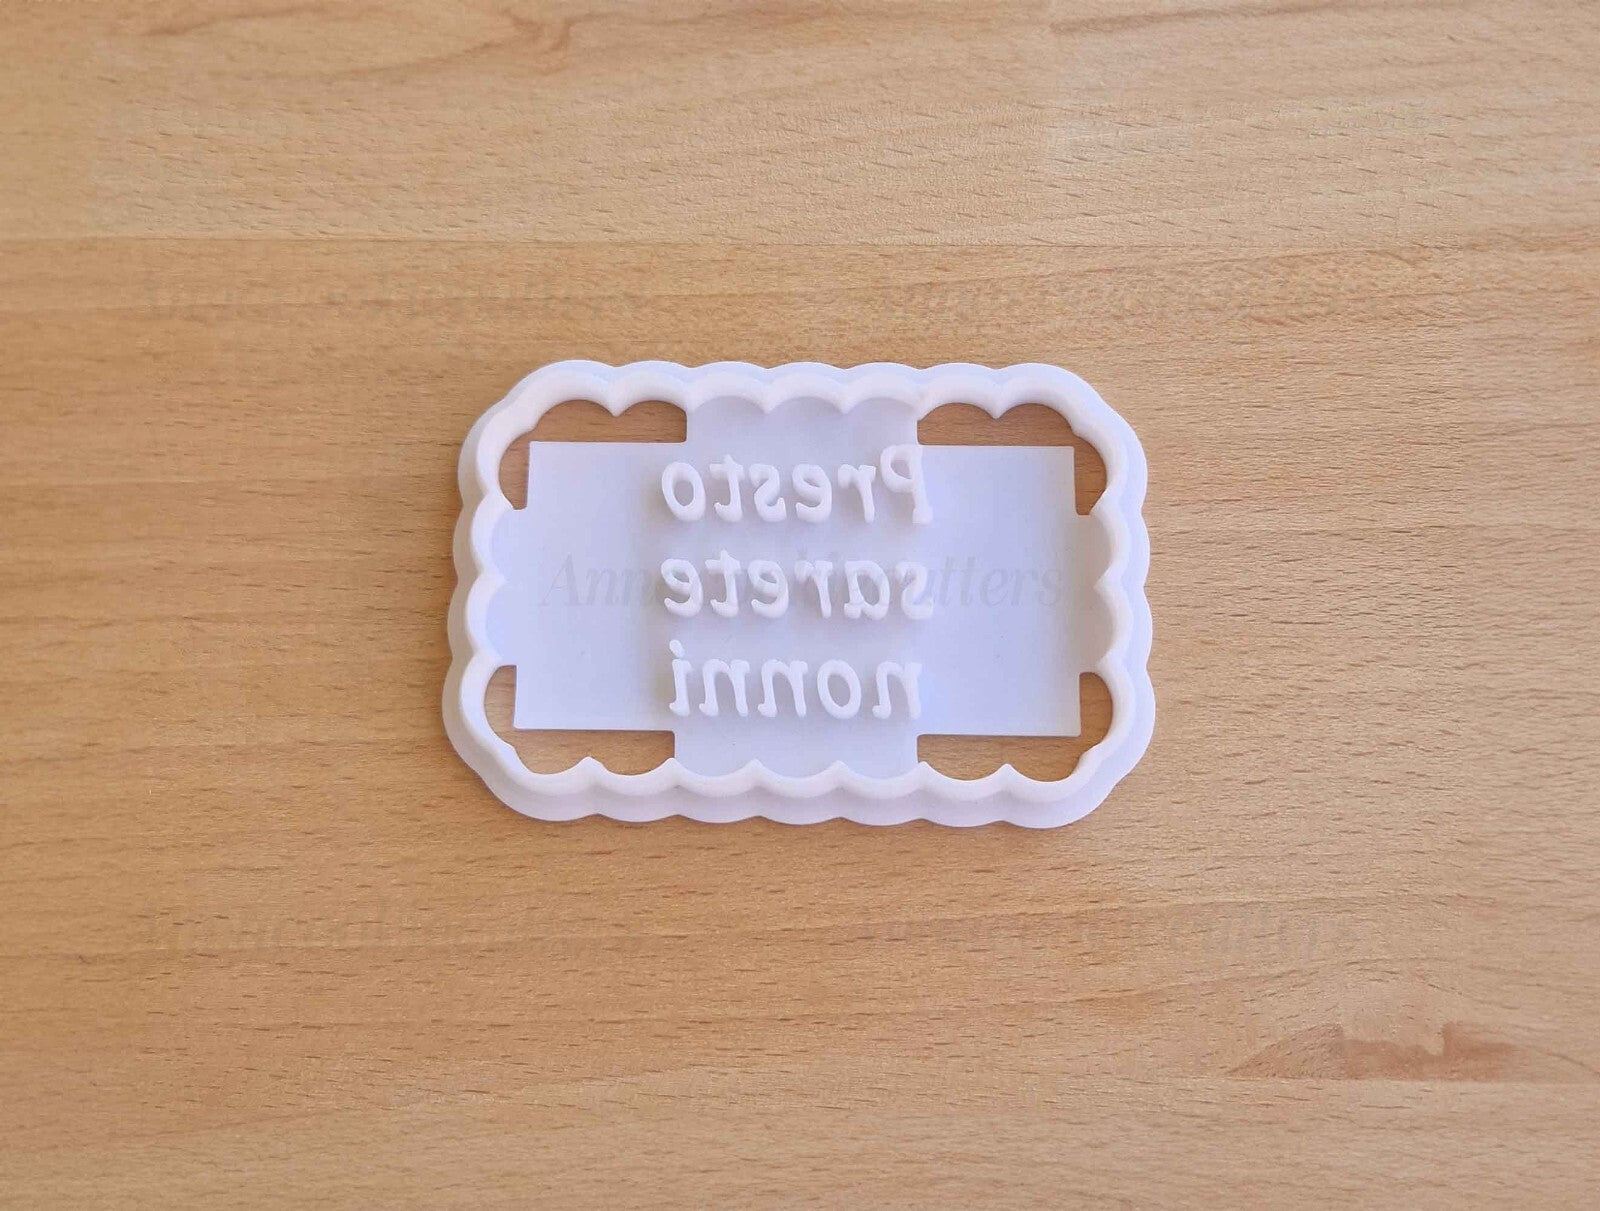 Presto
sarete
nonni